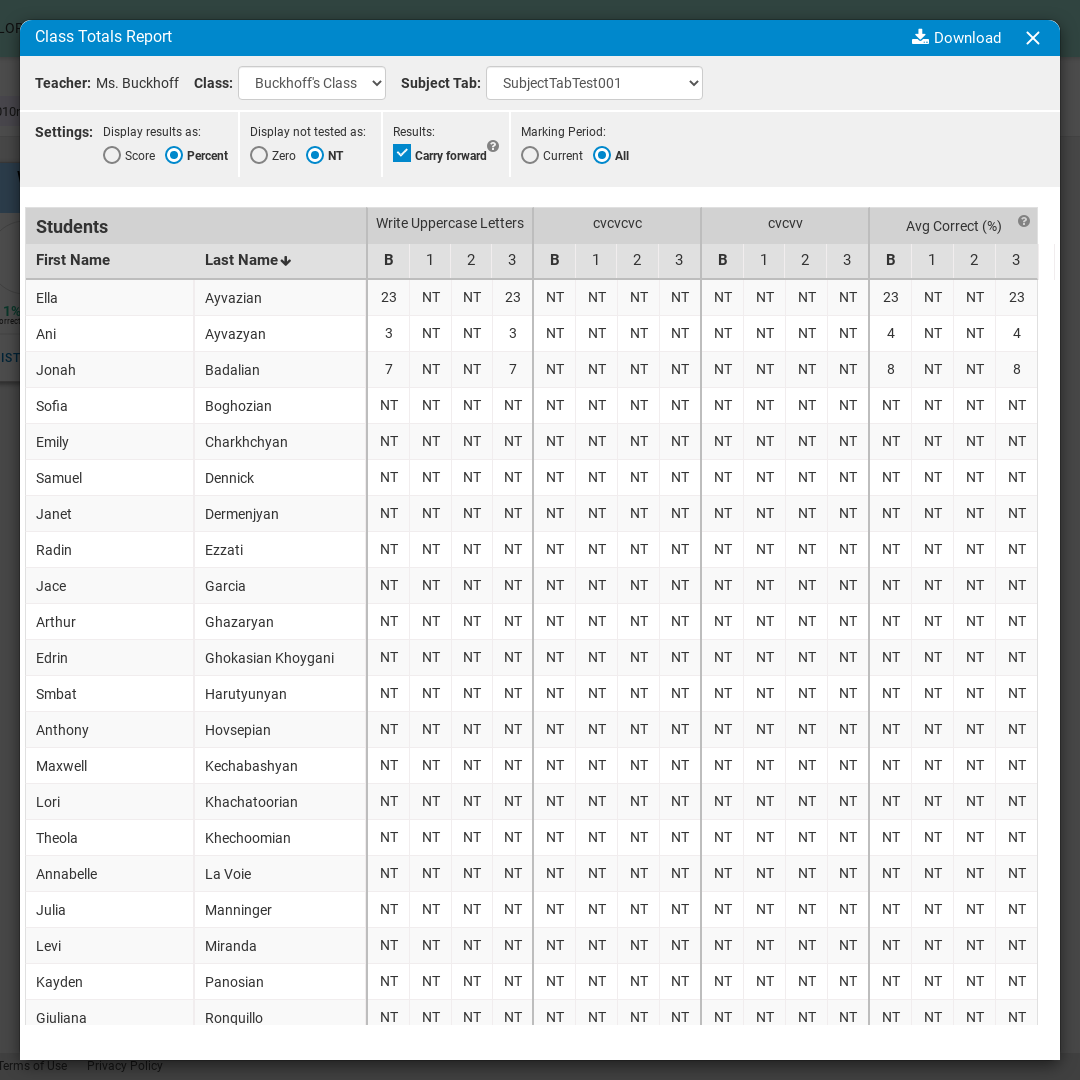 Class Totals Report Download
Teacher: Ms. Buckhoff Class: Buckhoff's Class Subject Tab: SubjectTabTest001
Settings: Display results as: Display not tested as: Results: Marking Period:
Score Percent Zero NT Carry forward ? Current All
Students Write Uppercase Letters cvcvcvc cvcvv Avg Correct (%) ?
First Name Last Name B 1 2 3 B 1 2 3 B 1 2 3 B 1 2 3
Ella Ayvazian 23 NT NT 23 NT NT NT NT NT NT NT NT 23 NT NT 23
Ani Ayvazyan 3 NT NT 3 NT NT NT NT NT NT NT NT 4 NT NT 4
Jonah Badalian 7 NT NT 7 NT NT NT NT NT NT NT NT 8 NT NT 8
Sofia Boghozian NT NT NT NT NT NT NT NT NT NT NT NT NT NT NT NT
Emily Charkhchyan NT NT NT NT NT NT NT NT NT NT NT NT NT NT NT NT
Samuel Dennick NT NT NT NT NT NT NT NT NT NT NT NT NT NT NT NT
Janet Dermenjyan NT NT NT NT NT NT NT NT NT NT NT NT NT NT NT NT
Radin Ezzati NT NT NT NT NT NT NT NT NT NT NT NT NT NT NT NT
Jace Garcia NT NT NT NT NT NT NT NT NT NT NT NT NT NT NT NT
Arthur Ghazaryan NT NT NT NT NT NT NT NT NT NT NT NT NT NT NT NT
Edrin Ghokasian Khoygani NT NT NT NT NT NT NT NT NT NT NT NT NT NT NT NT
Smbat Harutyunyan NT NT NT NT NT NT NT NT NT NT NT NT NT NT NT NT
Anthony Hovsepian NT NT NT NT NT NT NT NT NT NT NT NT NT NT NT NT
Maxwell Kechabashyan NT NT NT NT NT NT NT NT NT NT NT NT NT NT NT NT
Lori Khachatoorian NT NT NT NT NT NT NT NT NT NT NT NT NT NT NT NT
Theola Khechoomian NT NT NT NT NT NT NT NT NT NT NT NT NT NT NT NT
Annabelle La Voie NT NT NT NT NT NT NT NT NT NT NT NT NT NT NT NT
Julia Manninger NT NT NT NT NT NT NT NT NT NT NT NT NT NT NT NT
Levi Miranda NT NT NT NT NT NT NT NT NT NT NT NT NT NT NT NT
Kayden Panosian NT NT NT NT NT NT NT NT NT NT NT NT NT NT NT NT
Giuliana Ronquillo NT NT NT NT NT NT NT NT NT NT NT NT NT NT NT NT
Terms of Use Privacy Policy